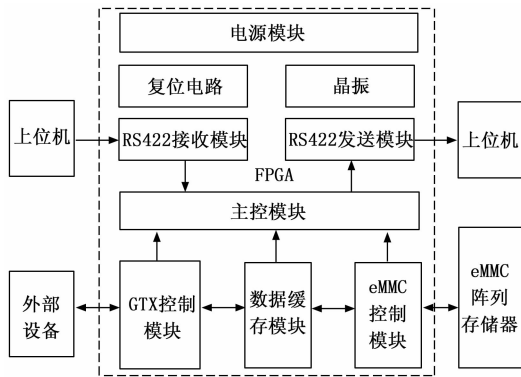 电源模块
复位电路
晶振
上位机
RS422接收模块
RS422发送模块
上位机
FPGA
主控模块
外部
设备
GTX控制
模块
数据缓
存模块
eMMC
控制模块
eMMC
阵列
存储器